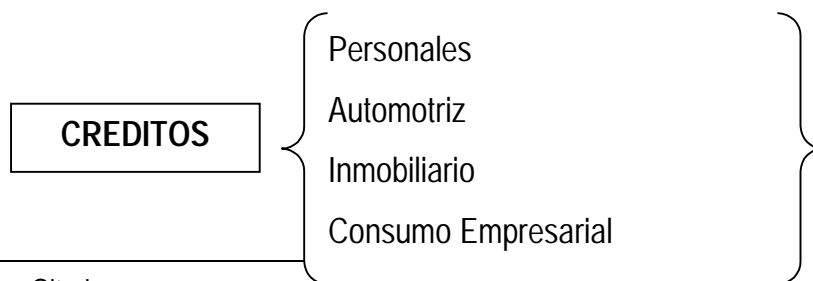 CREDITOS
Personales
Automotriz
Inmobiliario
Consumo Empresarial